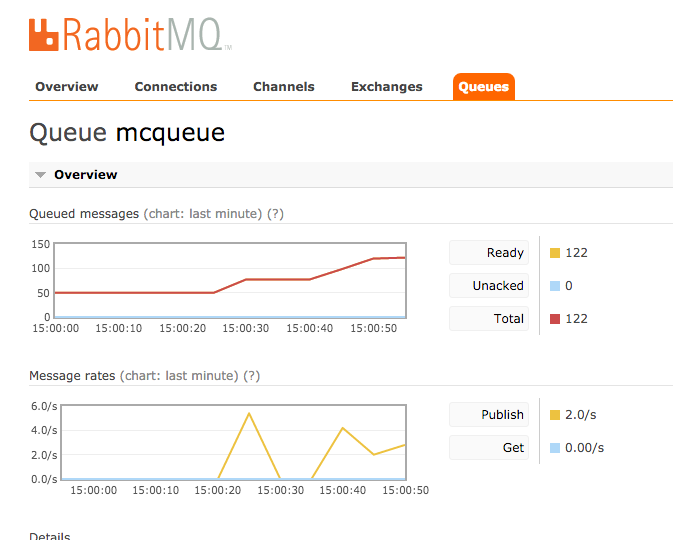 RabbitMQ™
Overview Connections Channels Exchanges Queues
Queue mcqueue
Overview
Queued messages (chart: last minute) (?)
150
100
50
0
15:00:00 15:00:10 15:00:20 15:00:30 15:00:40 15:00:50
Ready 122
Unacked 0
Total 122
Message rates (chart: last minute) (?)
6.0/s
4.0/s
2.0/s
0.0/s
15:00:00 15:00:10 15:00:20 15:00:30 15:00:40 15:00:50
Publish 2.0/s
Get 0.00/s
Details